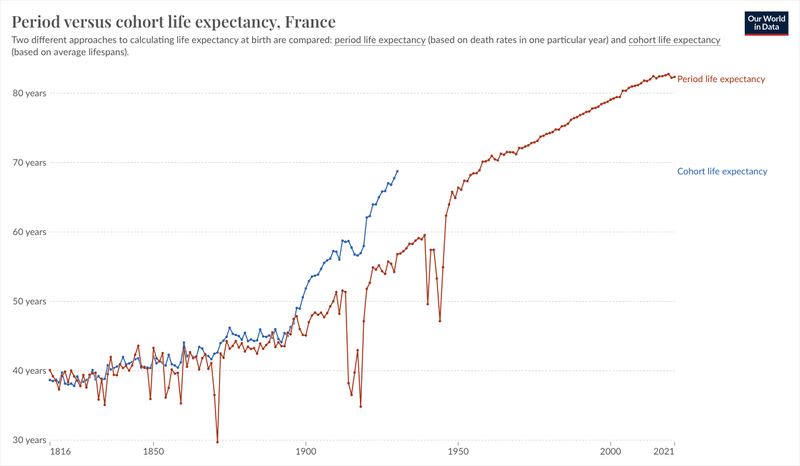 Period versus cohort life expectancy, France
Our World
in Data
Two different approaches to calculating life expectancy at birth are compared: period life expectancy (based on death rates in one particular year) and cohort life expectancy
(based on average lifespans).
80 years
70 years
60 years
50 years
40 years
30 years
Period life expectancy
Cohort life expectancy
1816
1850
1900
1950
2000
2021